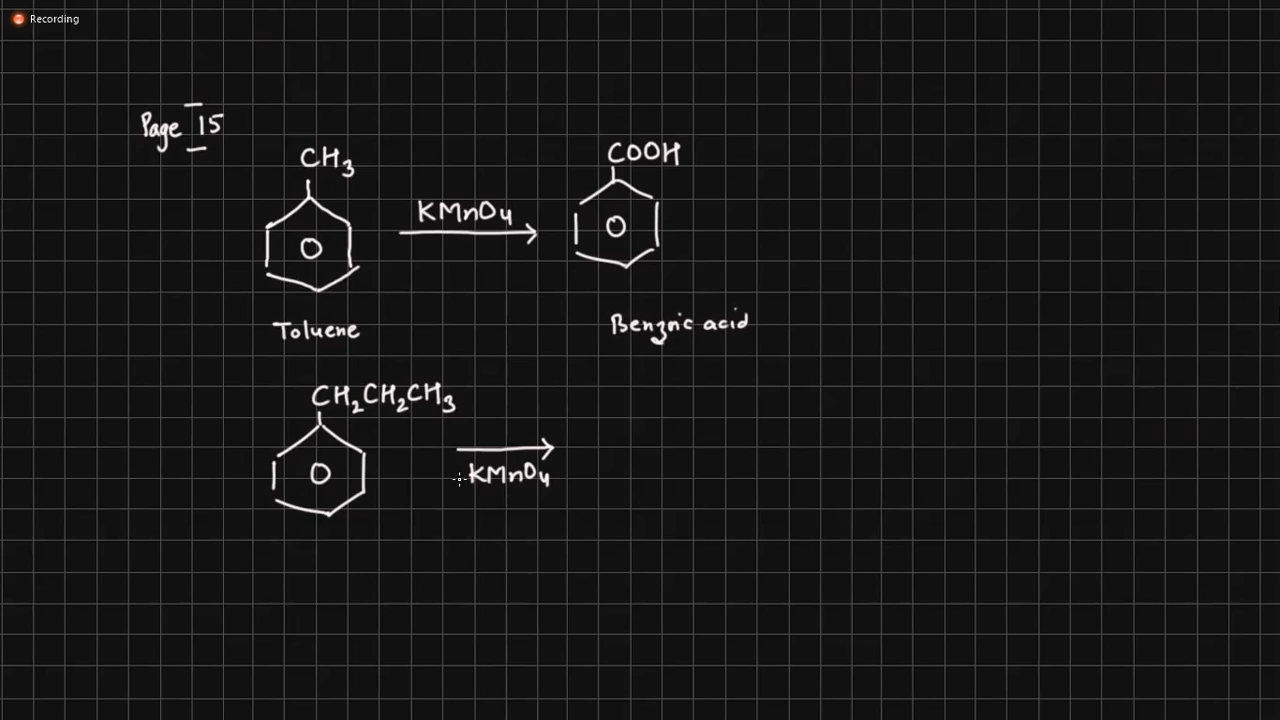 Recording
Page 15
CH₃
COOH
KMnO₄
O
O
Toluene
Benzoic acid
CH₂CH₂CH₃
O
KMnO₄